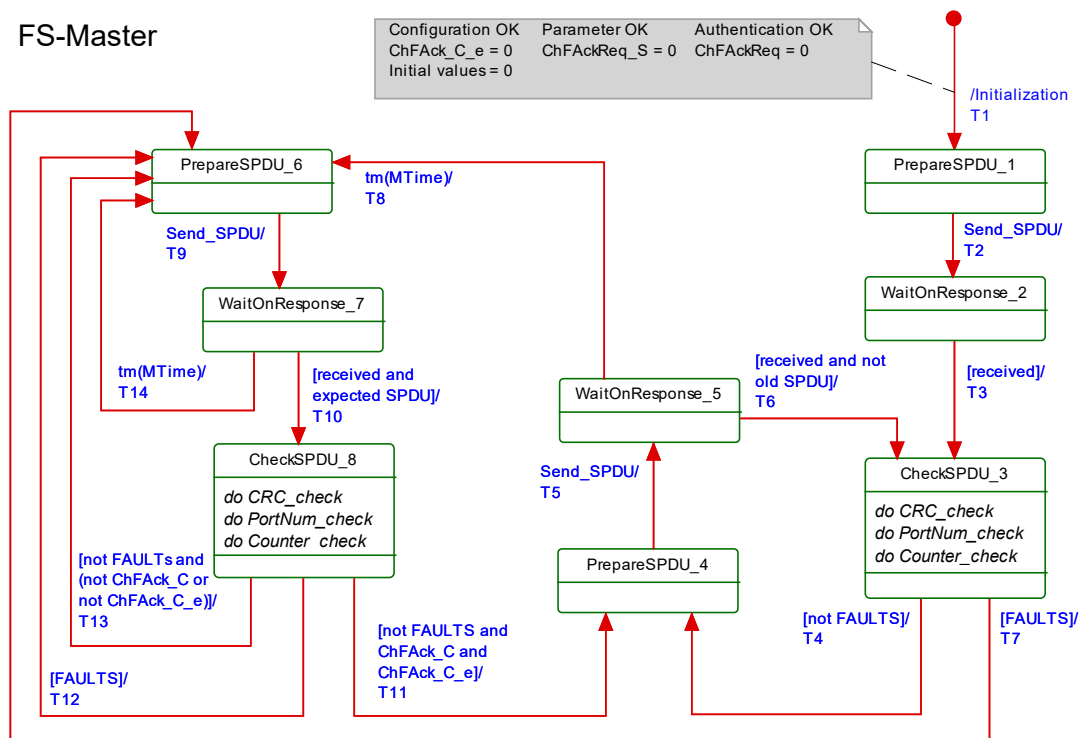 FS-Master
Configuration OK Parameter OK Authentication OK
ChFAck_C_e = 0 ChFAckReq_S = 0 ChFAckReq = 0
Initial values = 0
/Initialization
T1
PrepareSPDU_6
tm(MTime)/
T8
PrepareSPDU_1
Send_SPDU/
T9
Send_SPDU/
T2
WaitOnResponse_7
WaitOnResponse_2
tm(MTime)/
T14
[received and
expected SPDU]/
T10
[received and not
old SPDU]/
T6
[received]/
T3
WaitOnResponse_5
CheckSPDU_8
do CRC_check
do PortNum_check
do Counter_check
Send_SPDU/
T5
CheckSPDU_3
do CRC_check
do PortNum_check
do Counter_check
[not FAULTs and
(not ChFAck_C or
not ChFAck_C_e)]/
T13
PrepareSPDU_4
[not FAULTS and
ChFAck_C and
ChFAck_C_e]/
T11
[not FAULTS]/
T4
[FAULTS]/
T7
[FAULTS]/
T12